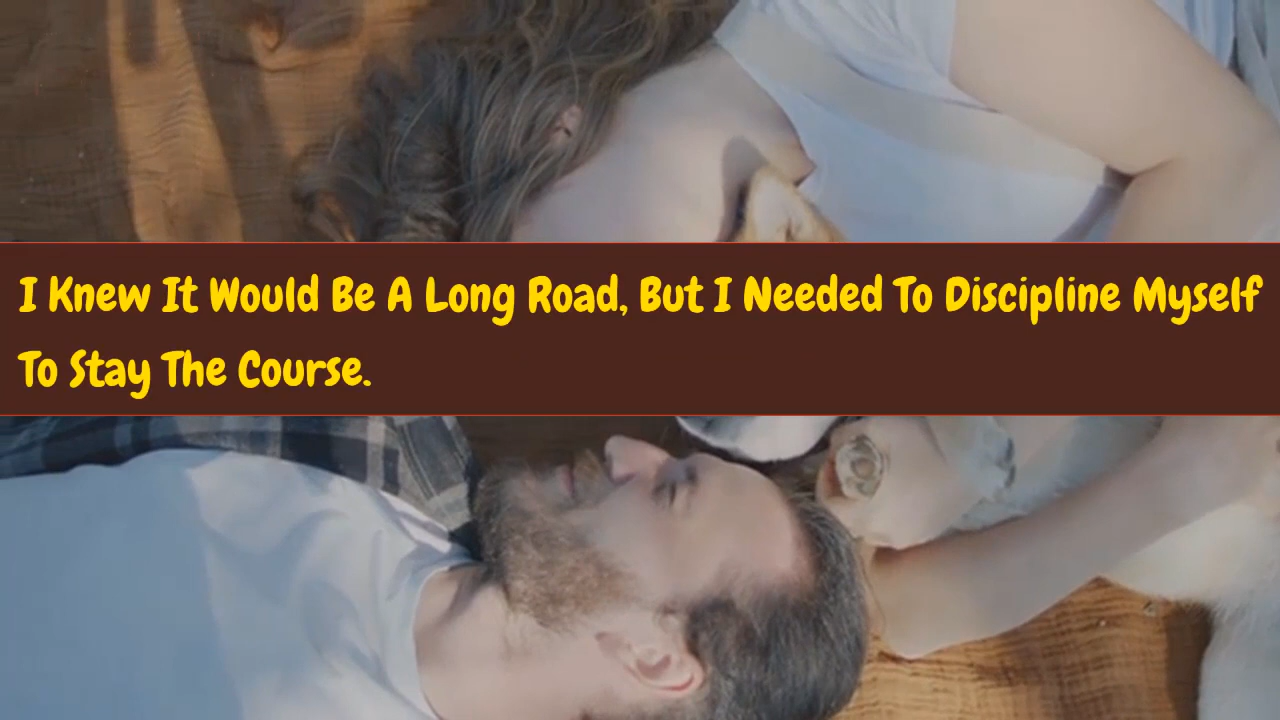 I Knew It Would Be A Long Road, But I Needed To Discipline Myself
To Stay The Course.